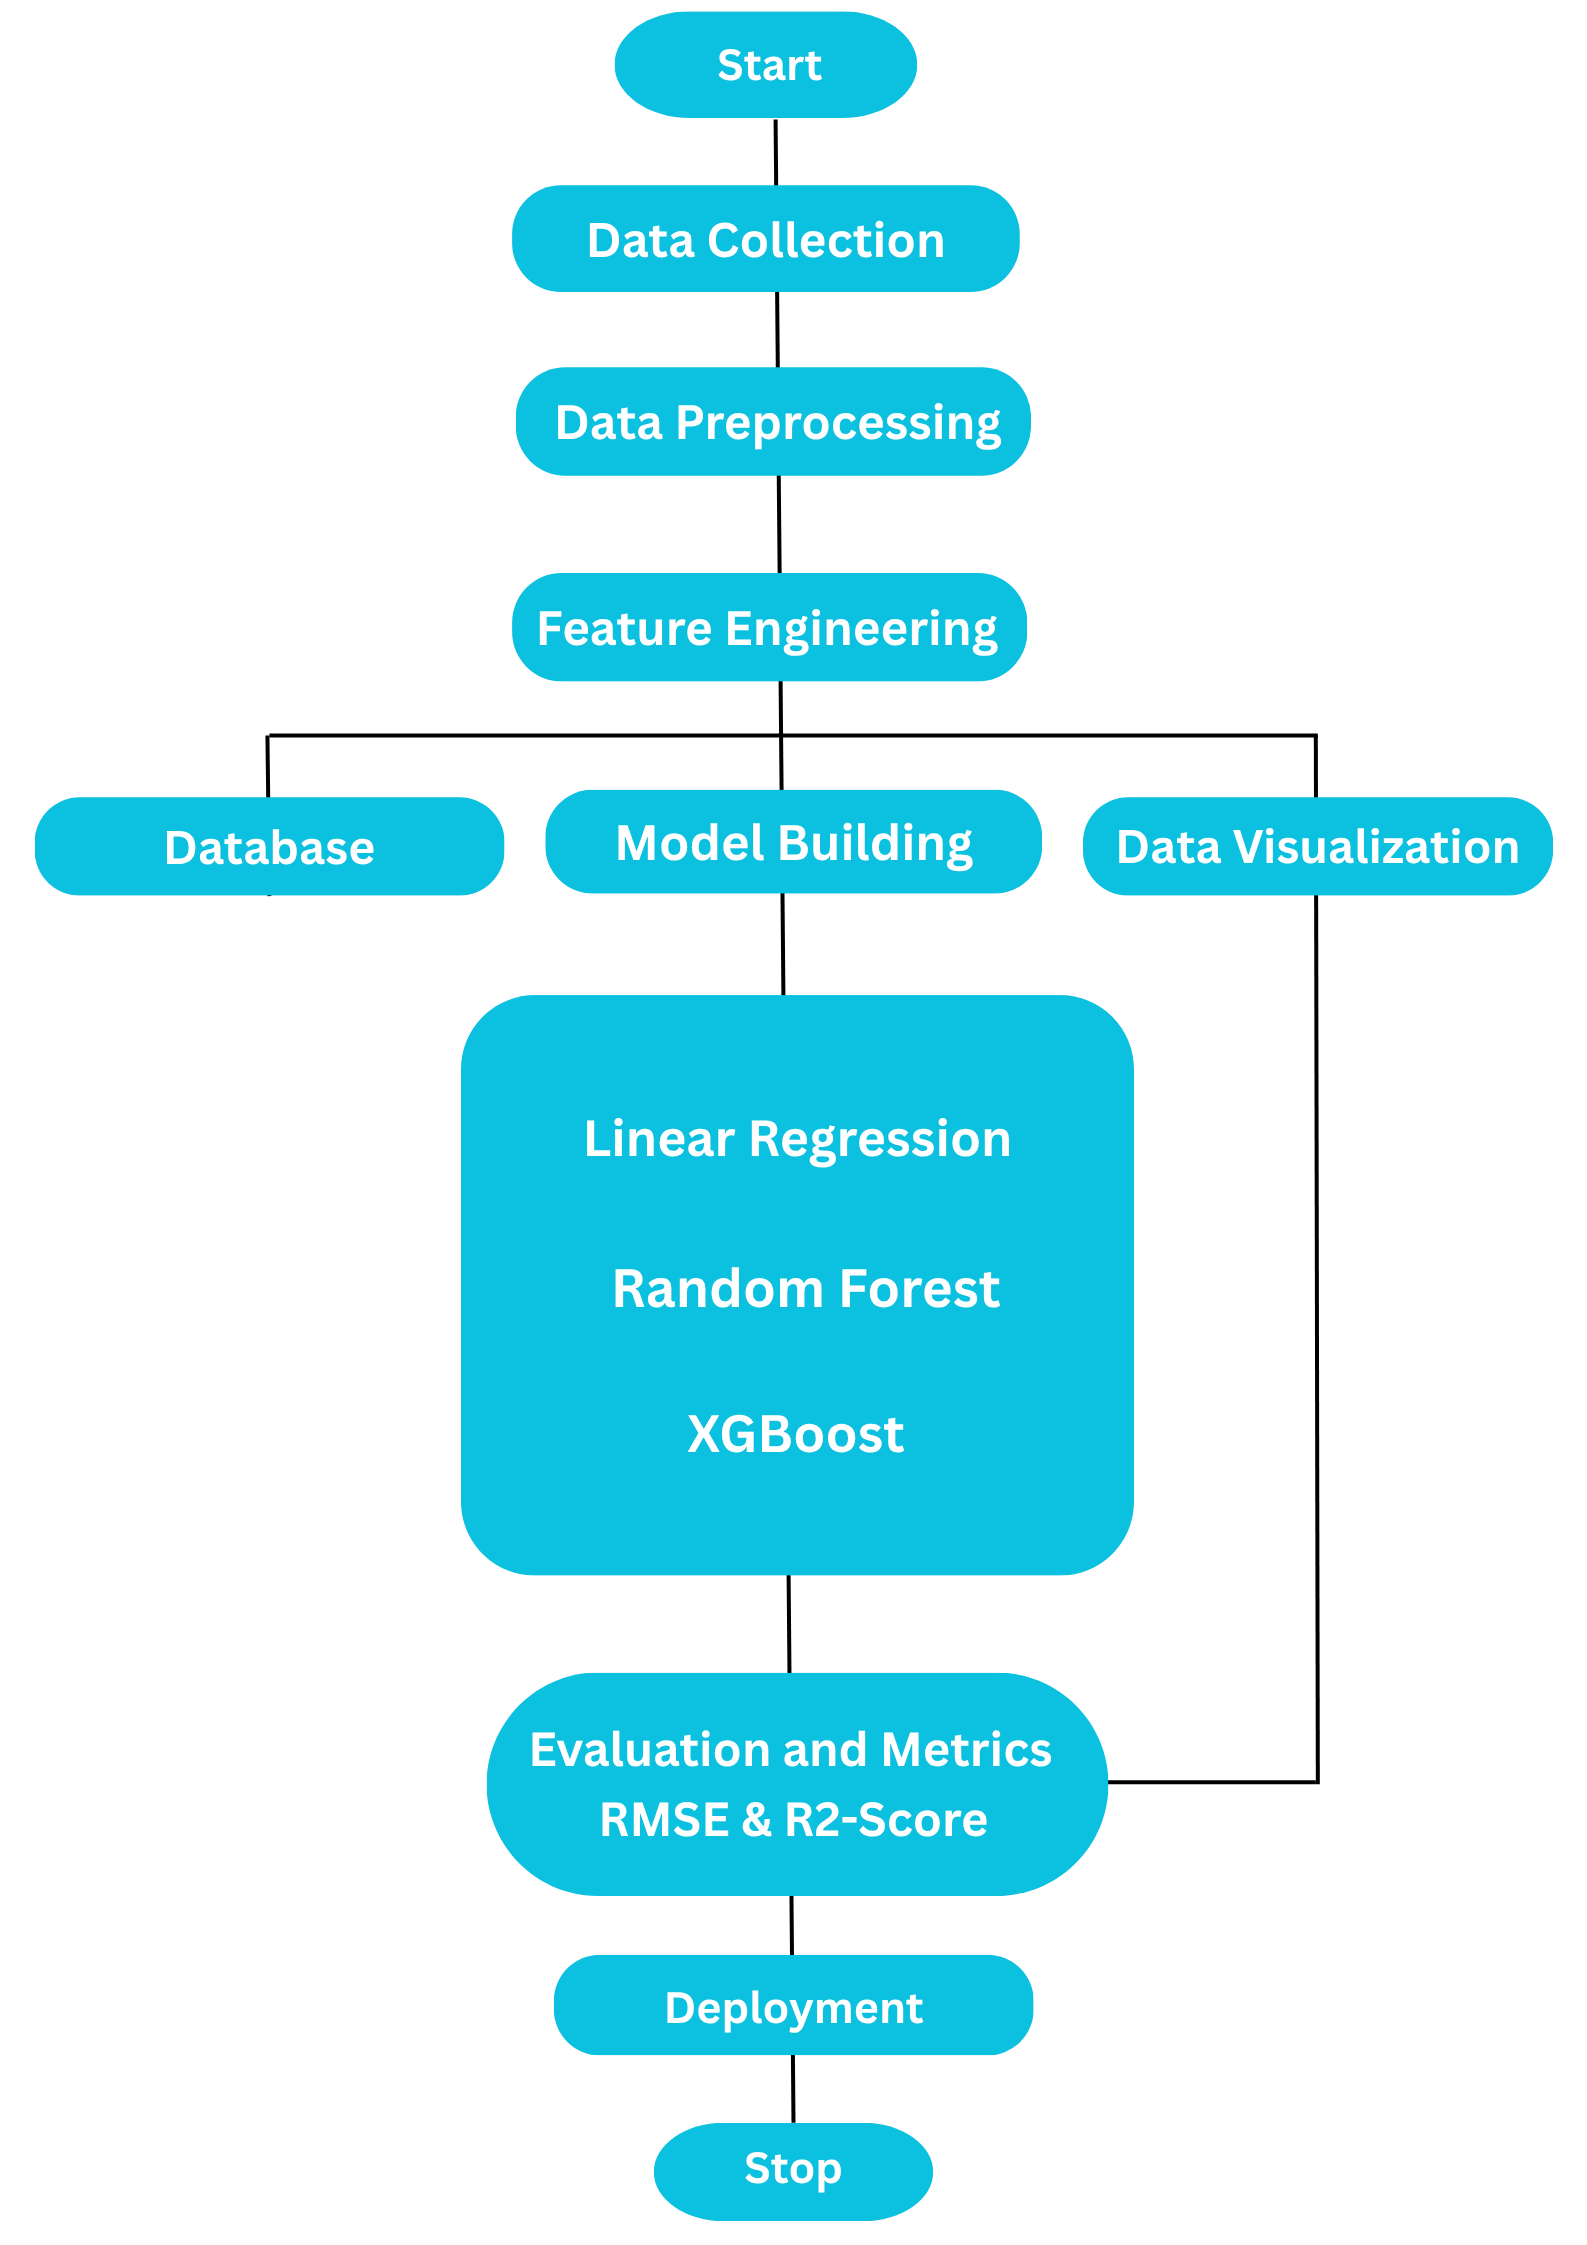 Start
Data Collection
Data Preprocessing
Feature Engineering
Database
Model Building
Data Visualization
Linear Regression
Random Forest
XGBoost
Evaluation and Metrics
RMSE & R2-Score
Deployment
Stop